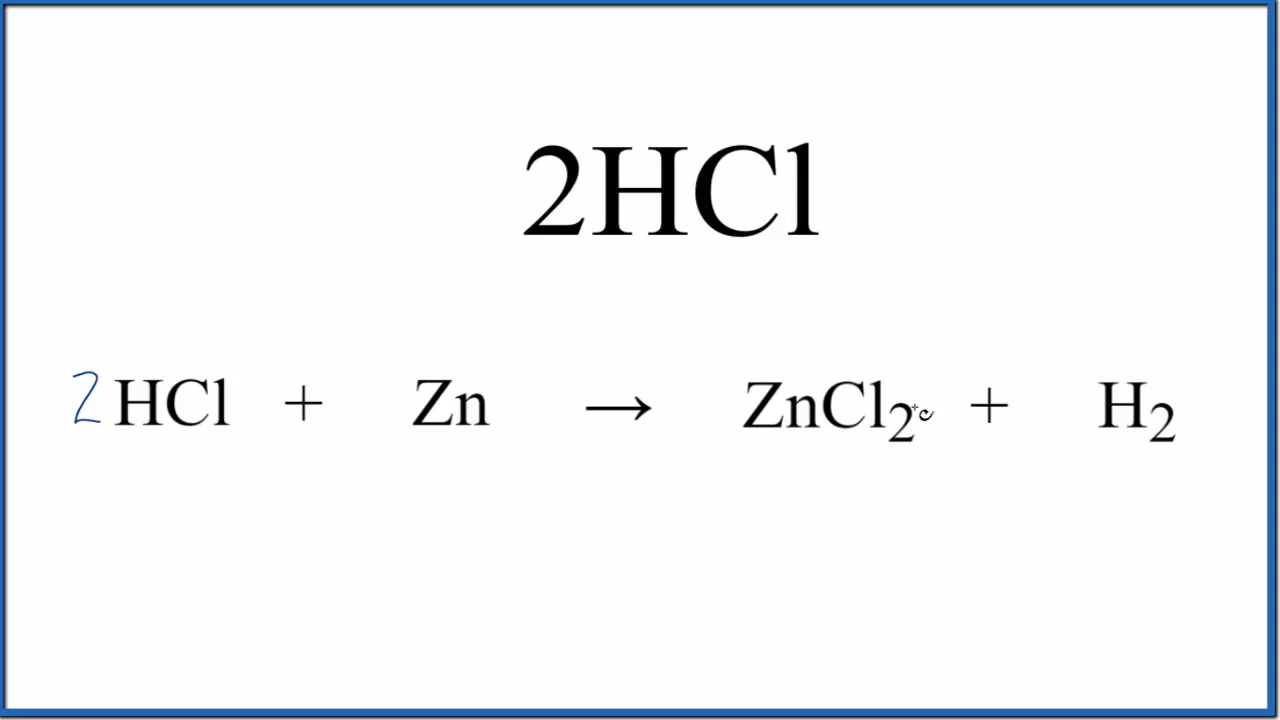 2HCl
2 HCl + Zn → ZnCl₂ + H₂